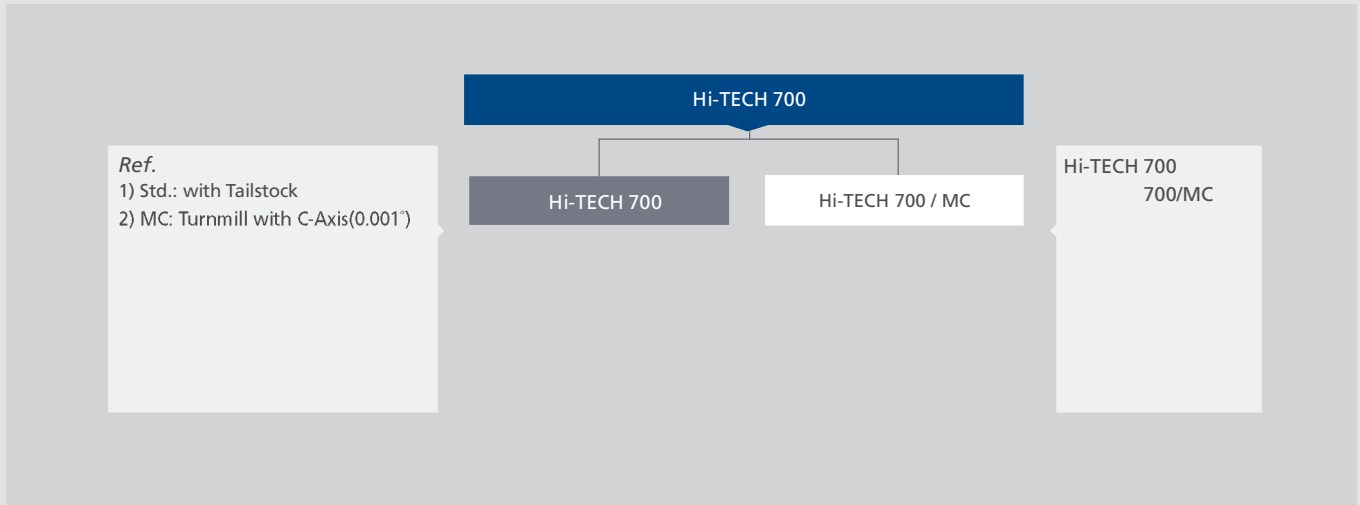 Hi-TECH 700
Ref.
1) Std.: with Tailstock
2) MC: Turnmill with C-Axis(0.001°)
Hi-TECH 700
Hi-TECH 700 / MC
Hi-TECH 700
700/MC